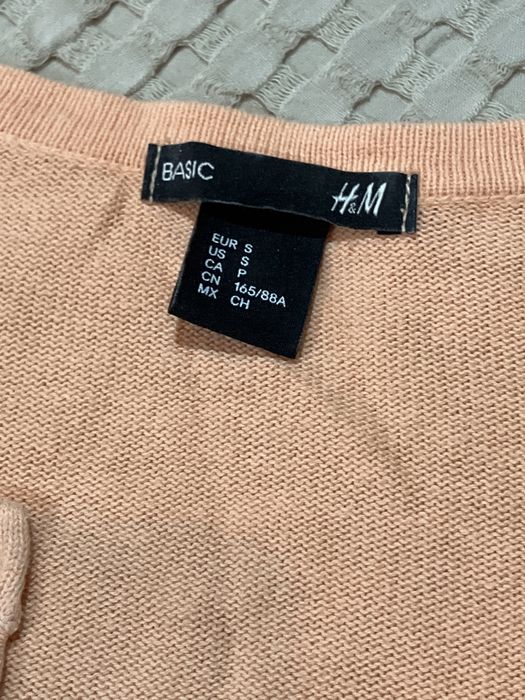 BASIC
H&M
EUR S
US S
CA P
CN 165/88A
MX CH